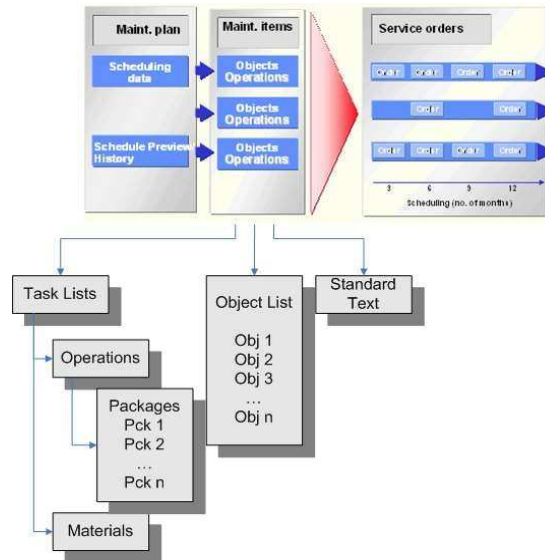 Maint. plan
Maint. items
Service orders
Scheduling
data
Objects
Operations
Order
Order
Order
Order
Objects
Operations
Order
Order
Schedule Preview
History
Objects
Operations
Order
Order
Order
Order
3
6
9
12
Scheduling (no. of months)
Task Lists
Object List
Obj 1
Obj 2
Obj 3
...
Obj n
Standard
Text
Operations
Packages
Pck 1
Pck 2
...
Pck n
Materials